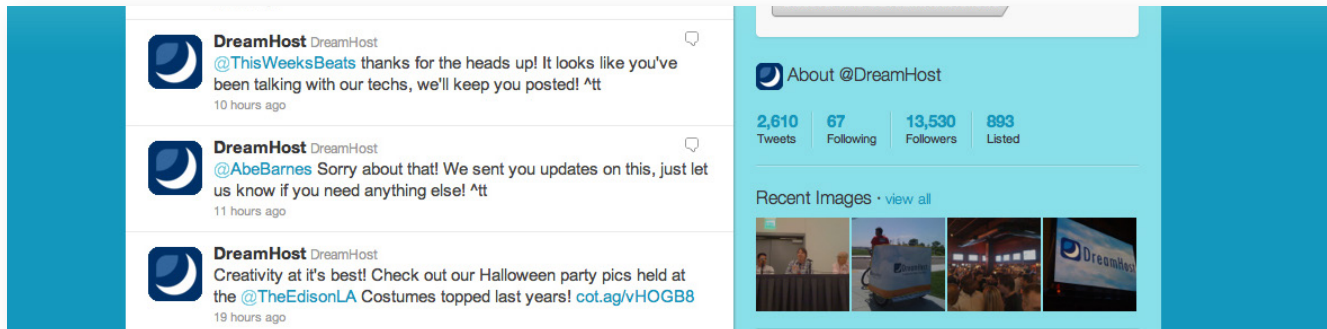 DreamHost DreamHost
@ThisWeeksBeats thanks for the heads up! It looks like you've
been talking with our techs, we'll keep you posted! ^tt
10 hours ago
DreamHost DreamHost
@AbeBarnes Sorry about that! We sent you updates on this, just let
us know if you need anything else! ^tt
11 hours ago
DreamHost DreamHost
Creativity at it's best! Check out our Halloween party pics held at
the @TheEdisonLA Costumes topped last years! cot.ag/vHOGB8
19 hours ago
About @DreamHost
2,610 67 13,530 893
Tweets Following Followers Listed
Recent Images · view all
DreamHost
DreamHost